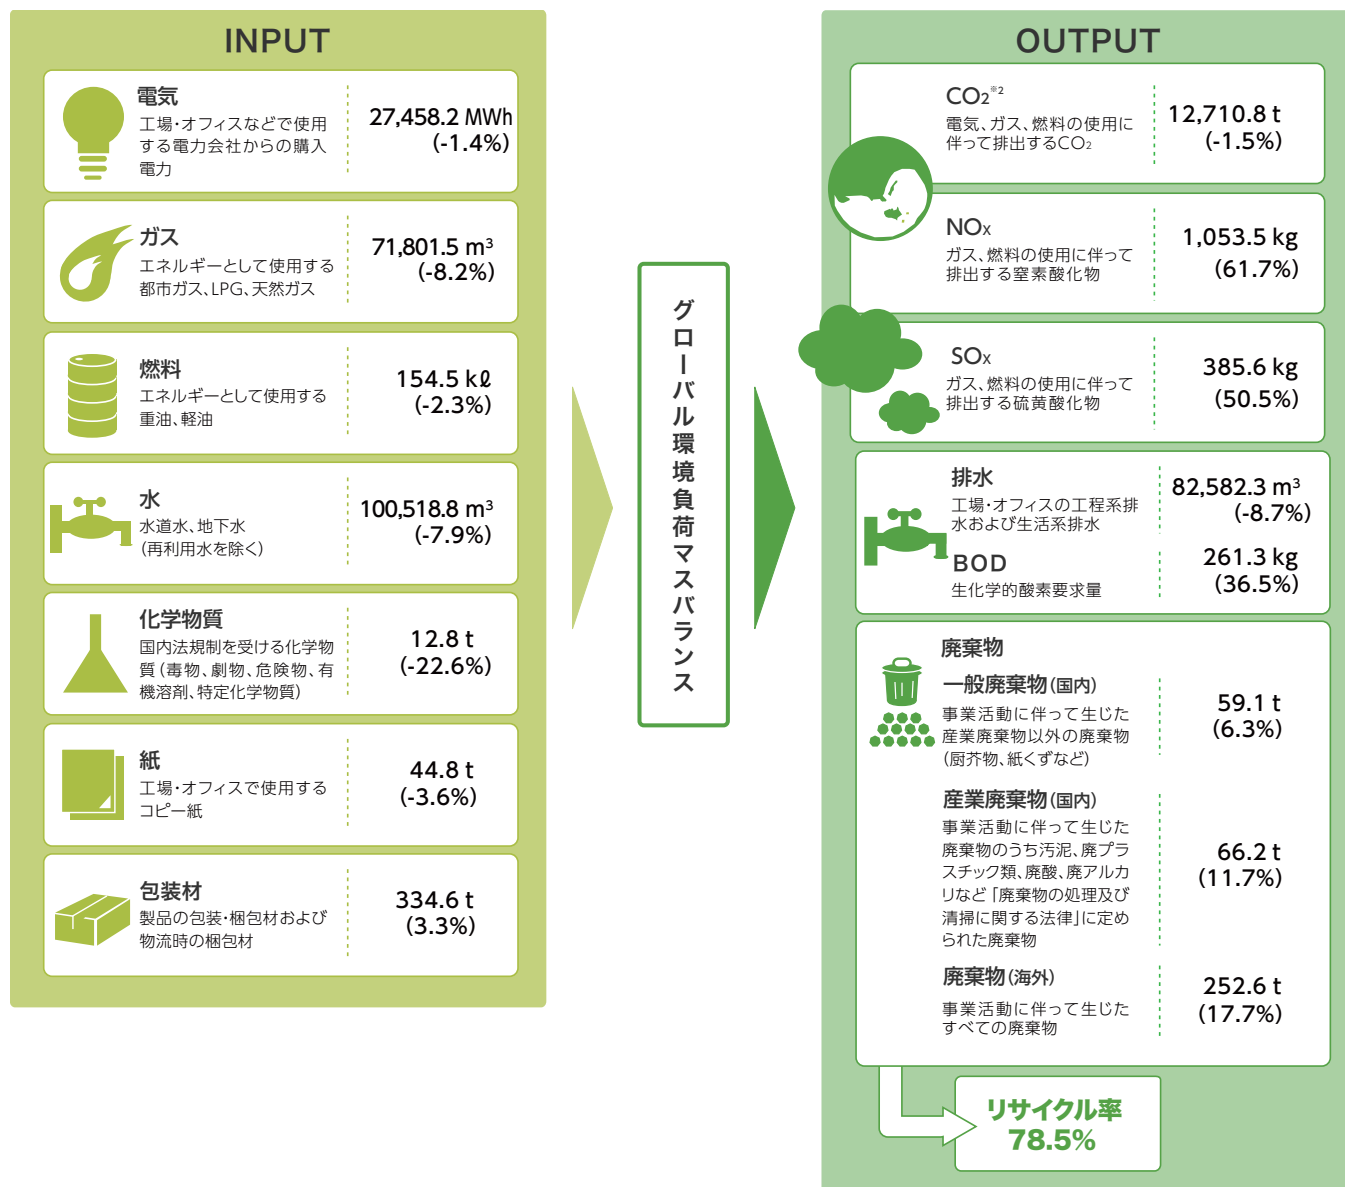 INPUT
電気
工場・オフィスなどで使用
する電力会社からの購入
電力
27,458.2 MWh
(-1.4%)
ガス
エネルギーとして使用する
都市ガス、LPG、天然ガス
71,801.5 m³
(-8.2%)
燃料
エネルギーとして使用する
重油、軽油
154.5 kℓ
(-2.3%)
水
水道水、地下水
（再利用水を除く）
100,518.8 m³
(-7.9%)
化学物質
国内法規制を受ける化学物
質（毒物、劇物、危険物、有
機溶剤、特定化学物質）
12.8 t
(-22.6%)
紙
工場・オフィスで使用する
コピー紙
44.8 t
(-3.6%)
包装材
製品の包装・梱包材および
物流時の梱包材
334.6 t
(3.3%)
グローバル環境負荷マスバランス
OUTPUT
CO₂※2
電気、ガス、燃料の使用に
伴って排出するCO₂
12,710.8 t
(-1.5%)
NOx
ガス、燃料の使用に伴って
排出する窒素酸化物
1,053.5 kg
(61.7%)
SOx
ガス、燃料の使用に伴って
排出する硫黄酸化物
385.6 kg
(50.5%)
排水
工場・オフィスの工程系排
水および生活系排水
82,582.3 m³
(-8.7%)
BOD
生化学的酸素要求量
261.3 kg
(36.5%)
廃棄物
一般廃棄物（国内）
事業活動に伴って生じた
産業廃棄物以外の廃棄物
（厨芥物、紙くずなど）
59.1 t
(6.3%)
産業廃棄物（国内）
事業活動に伴って生じた
廃棄物のうち汚泥、廃プラ
スチック類、廃酸、廃アルカ
リなど「廃棄物の処理及び
清掃に関する法律」に定め
られた廃棄物
66.2 t
(11.7%)
廃棄物（海外）
事業活動に伴って生じた
すべての廃棄物
252.6 t
(17.7%)
リサイクル率
78.5%